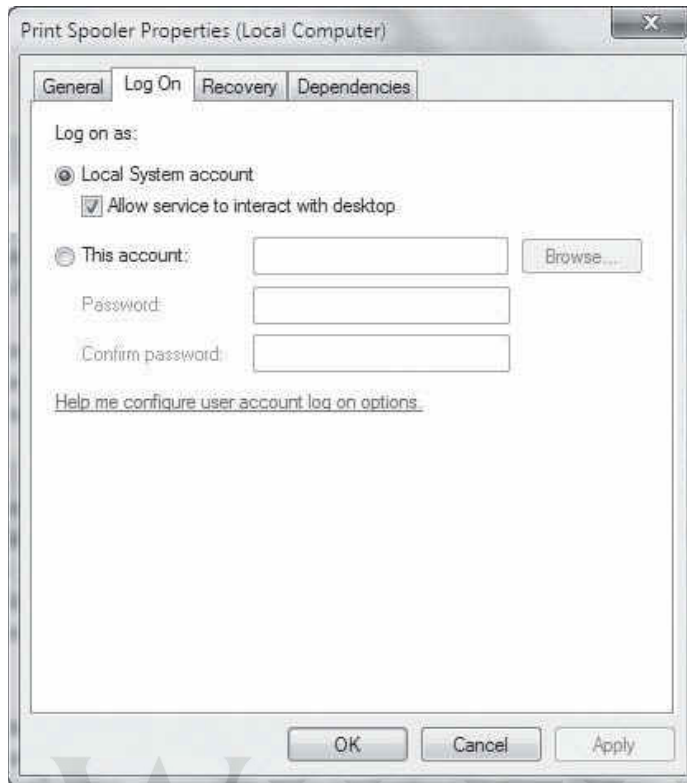 Print Spooler Properties (Local Computer)
General Log On Recovery Dependencies
Log on as:
Local System account
Allow service to interact with desktop
This account:
Browse...
Password:
Confirm password:
Help me configure user account log on options.
OK Cancel Apply
W